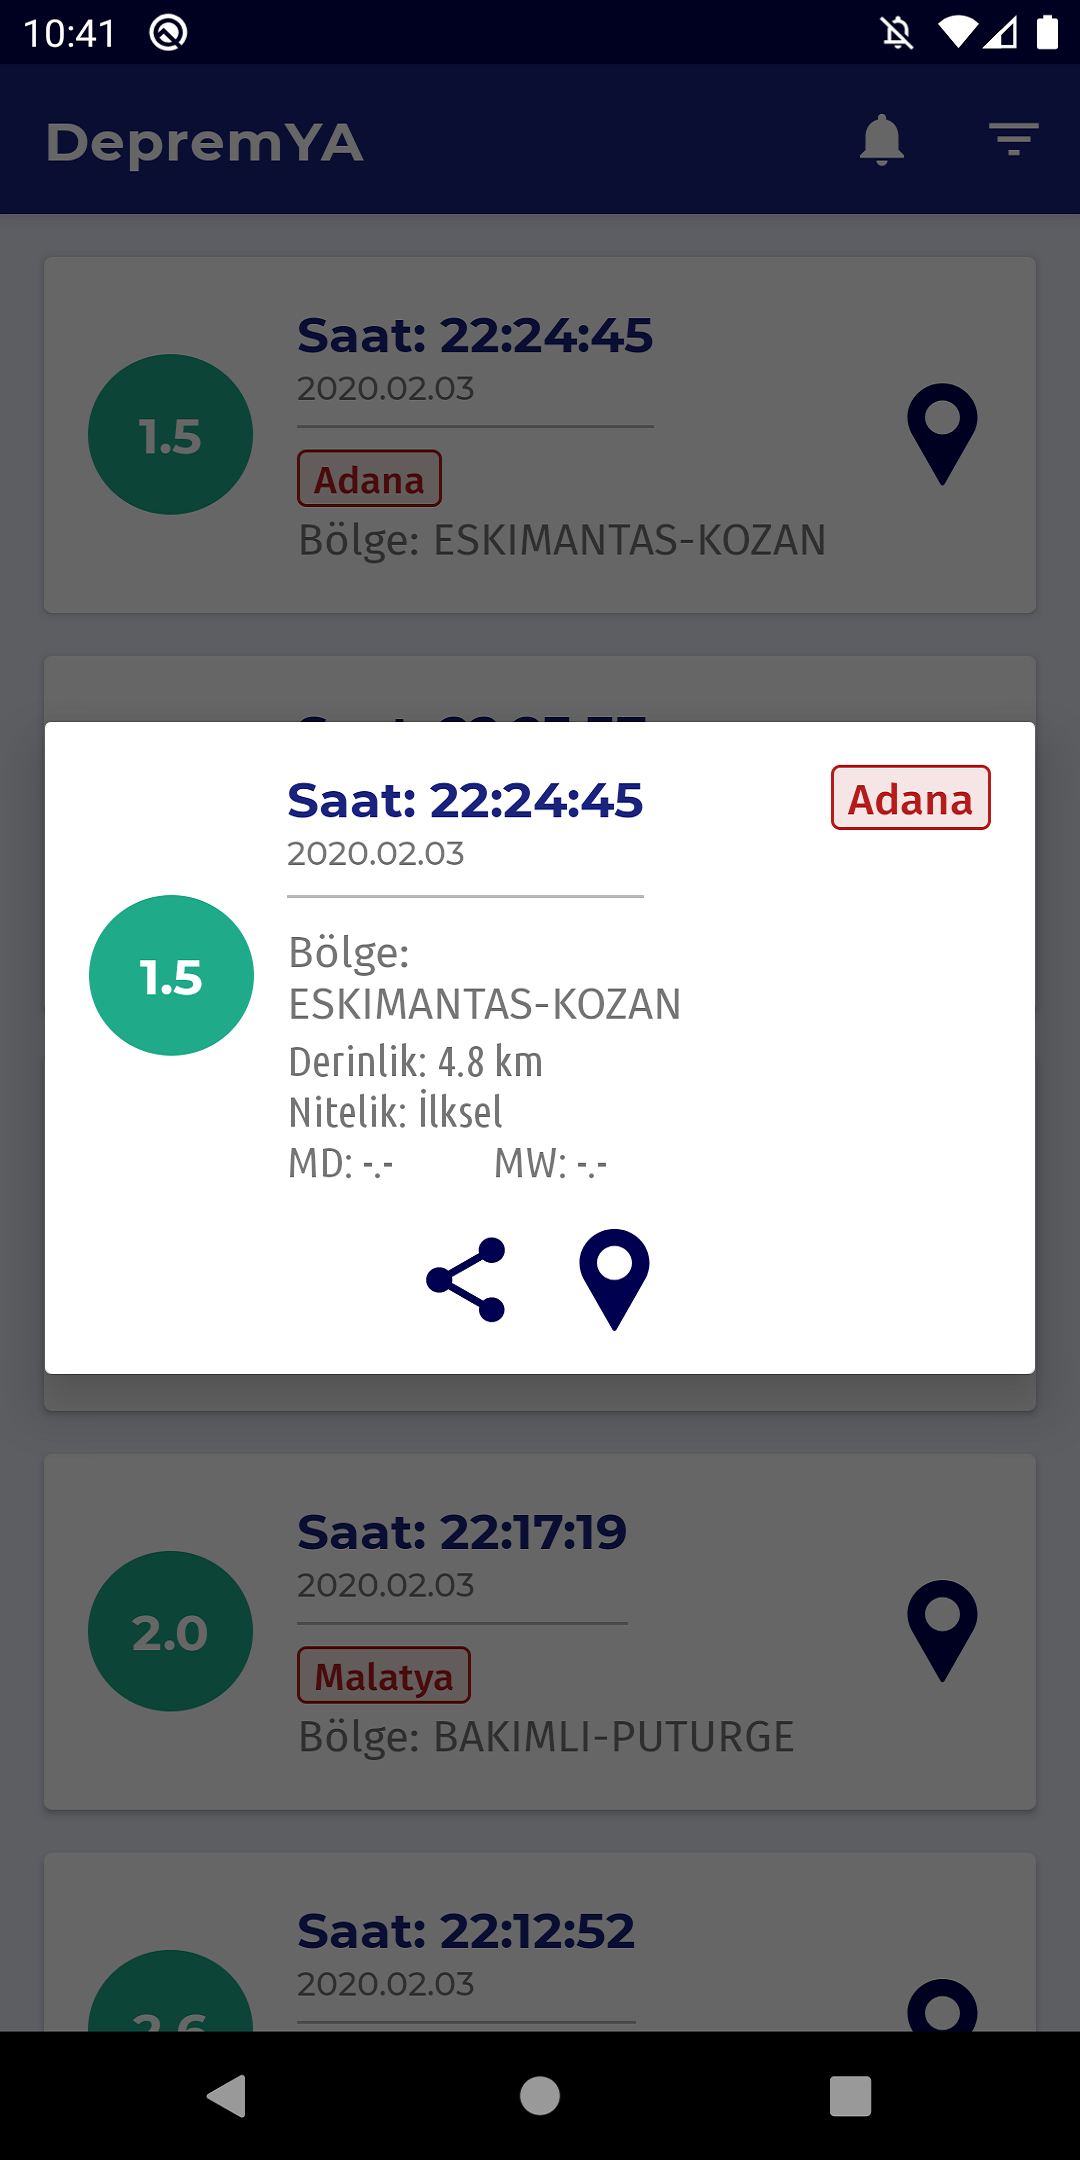 10:41
DepremYA
Saat: 22:24:45
2020.02.03
1.5
Adana
Bölge: ESKIMANTAS-KOZAN
Saat: 22:24:45
Adana
2020.02.03
1.5
Bölge:
ESKIMANTAS-KOZAN
Derinlik: 4.8 km
Nitelik: İlksel
MD: -.- MW: -.-
Saat: 22:17:19
2020.02.03
2.0
Malatya
Bölge: BAKIMLI-PUTURGE
Saat: 22:12:52
2020.02.03
2.6